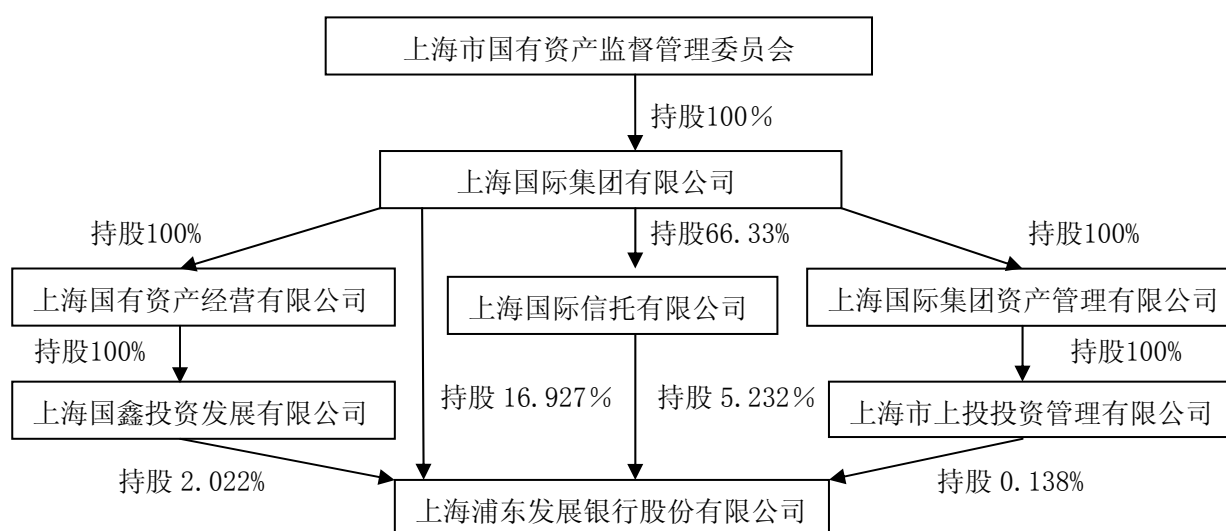 上海市国有资产监督管理委员会
持股100%
上海国际集团有限公司
持股100%
持股66.33%
持股100%
上海国有资产经营有限公司
上海国际信托有限公司
上海国际集团资产管理有限公司
持股100%
持股100%
上海国鑫投资发展有限公司
持股 16.927%
持股 5.232%
上海市上投投资管理有限公司
持股 2.022%
持股 0.138%
上海浦东发展银行股份有限公司